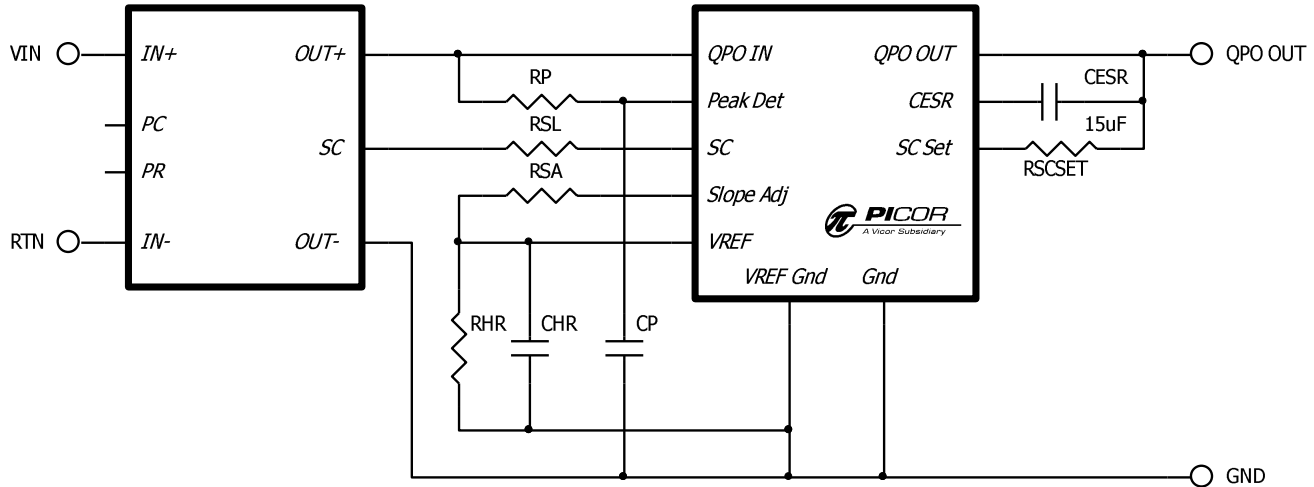 VIN
IN+
OUT+
QPO IN
QPO OUT
QPO OUT
RP
CESR
Peak Det
CESR
PC
RSL
15uF
SC
SC
SC Set
PR
RSA
RSCSET
Slope Adj
PICOR
A Vicor Subsidiary
RTN
IN-
OUT-
VREF
VREF Gnd
Gnd
RHR
CHR
CP
GND